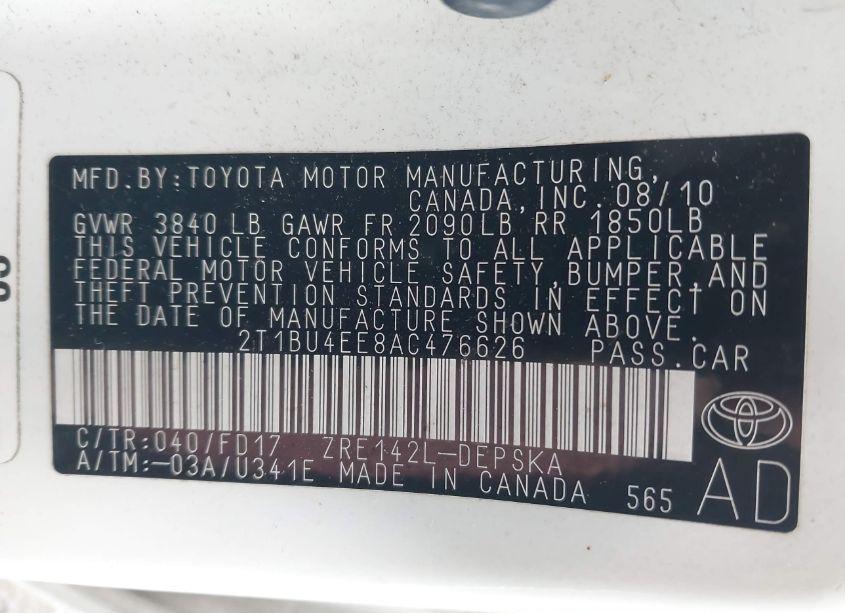 MFD.BY:TOYOTA MOTOR MANUFACTURING,
CANADA,INC. 08/10
GVWR 3840 LB GAWR FR 2090LB RR 1850LB
THIS VEHICLE CONFORMS TO ALL APPLICABLE
FEDERAL MOTOR VEHICLE SAFETY,BUMPER,AND
THEFT PREVENTION STANDARDS IN EFFECT ON
THE DATE OF MANUFACTURE SHOWN ABOVE.
2T1BU4EE8AC476626 PASS.CAR
C/TR:040/FD17 ZRE142L-DEPSKA
A/TM:-03A/U341E MADE IN CANADA 565
AD